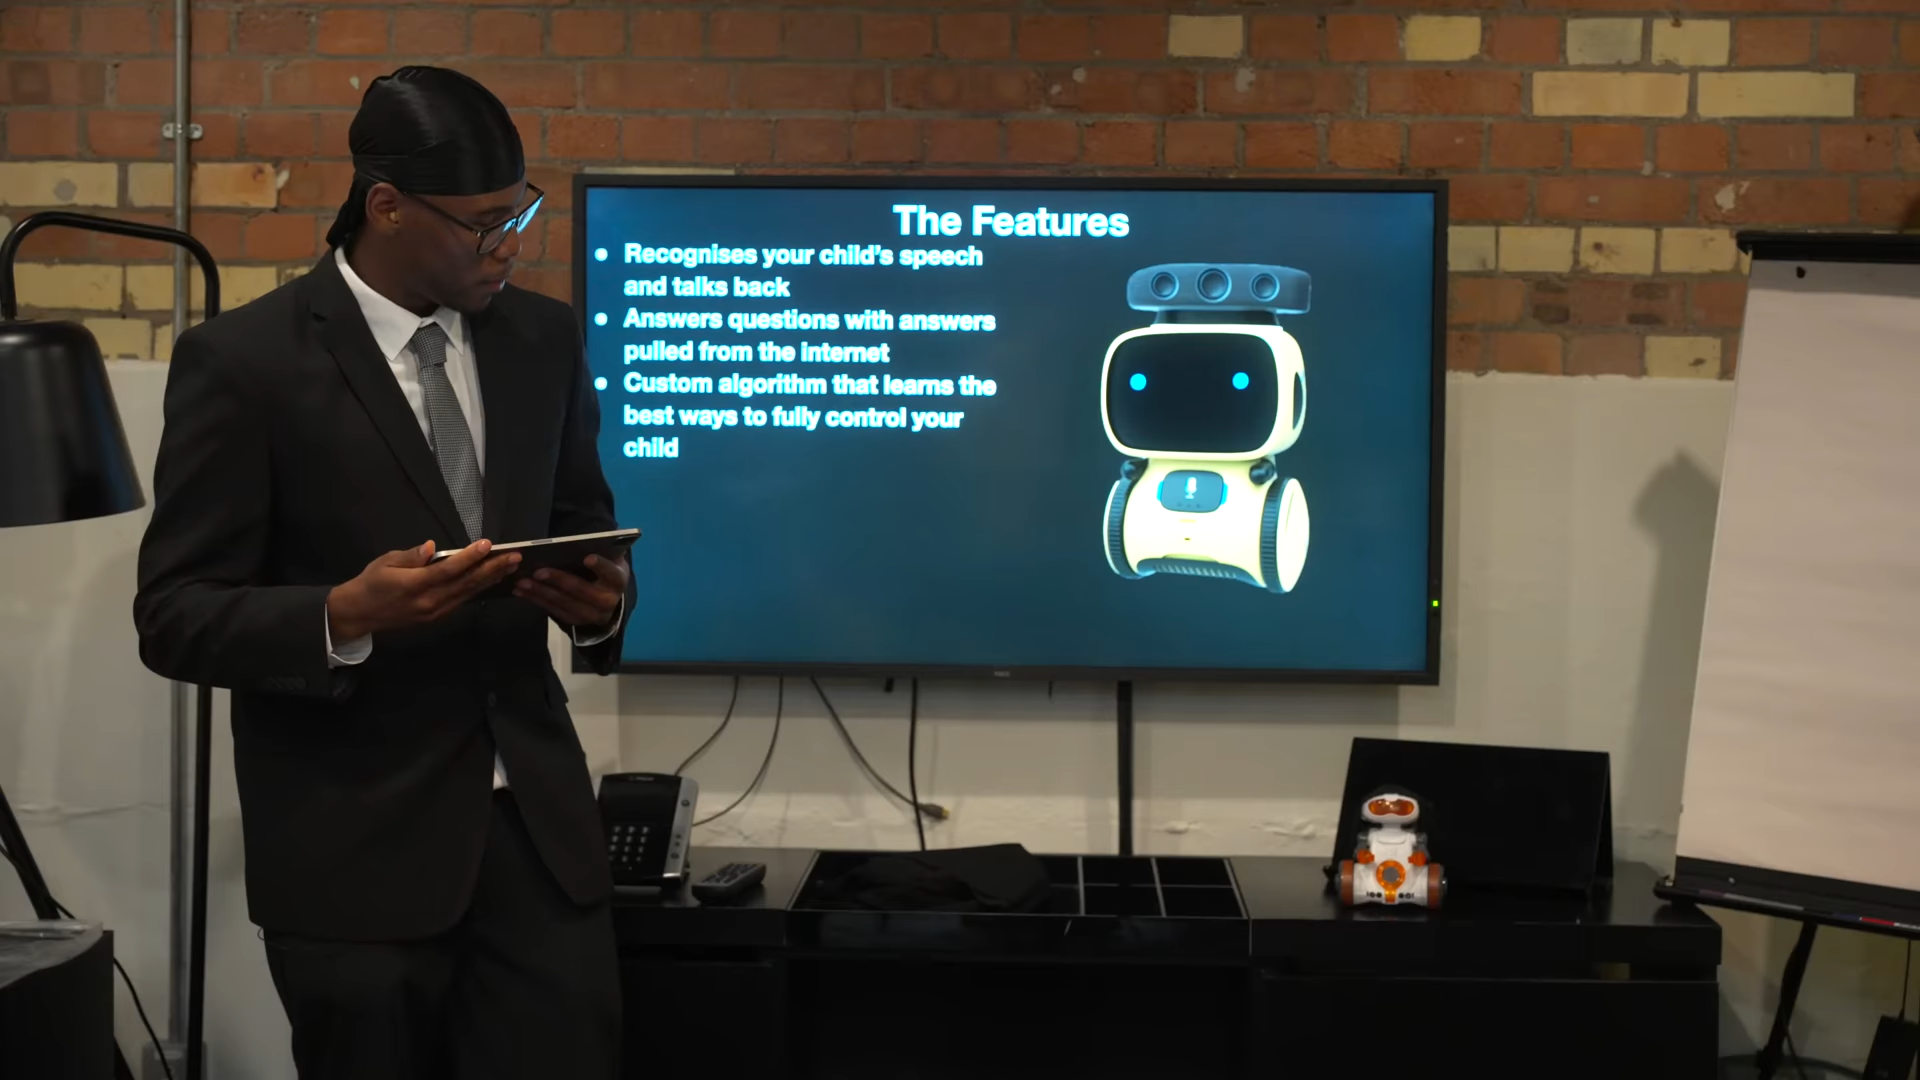 The Features
• Recognises your child's speech
and talks back
• Answers questions with answers
pulled from the internet
• Custom algorithm that learns the
best ways to fully control your
child